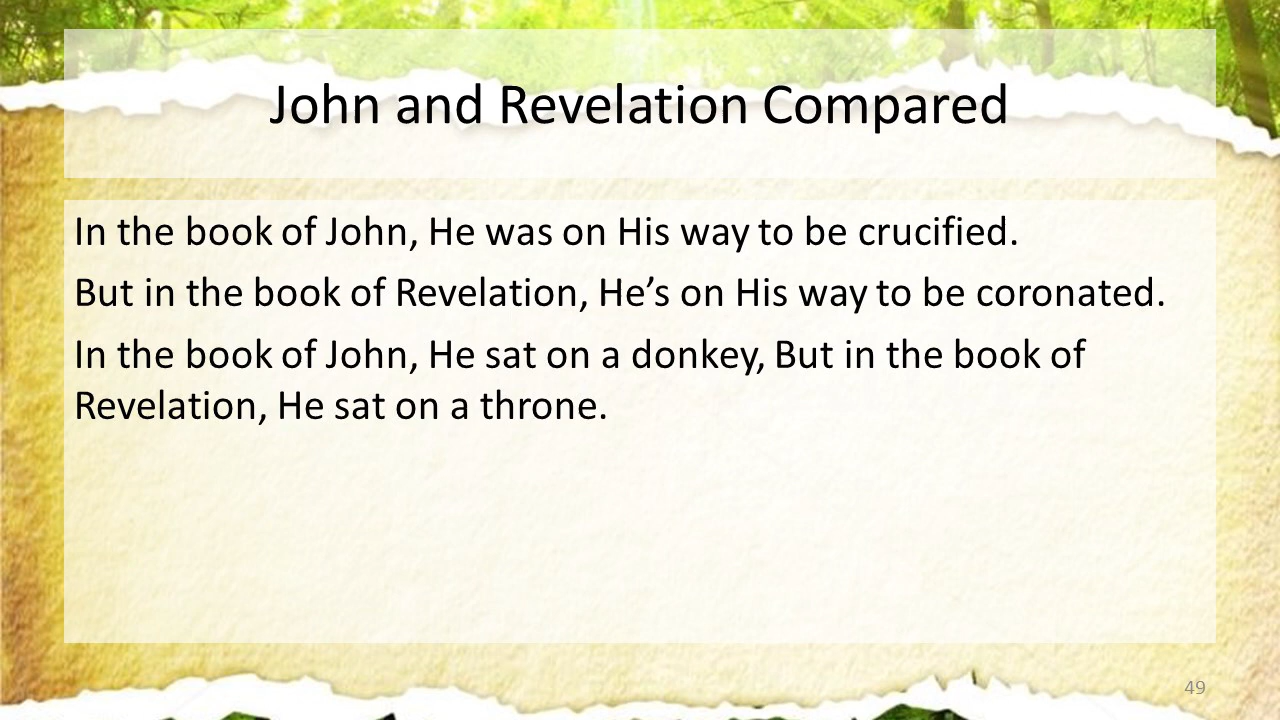 John and Revelation Compared
In the book of John, He was on His way to be crucified.
But in the book of Revelation, He’s on His way to be coronated.
In the book of John, He sat on a donkey, But in the book of
Revelation, He sat on a throne.
49